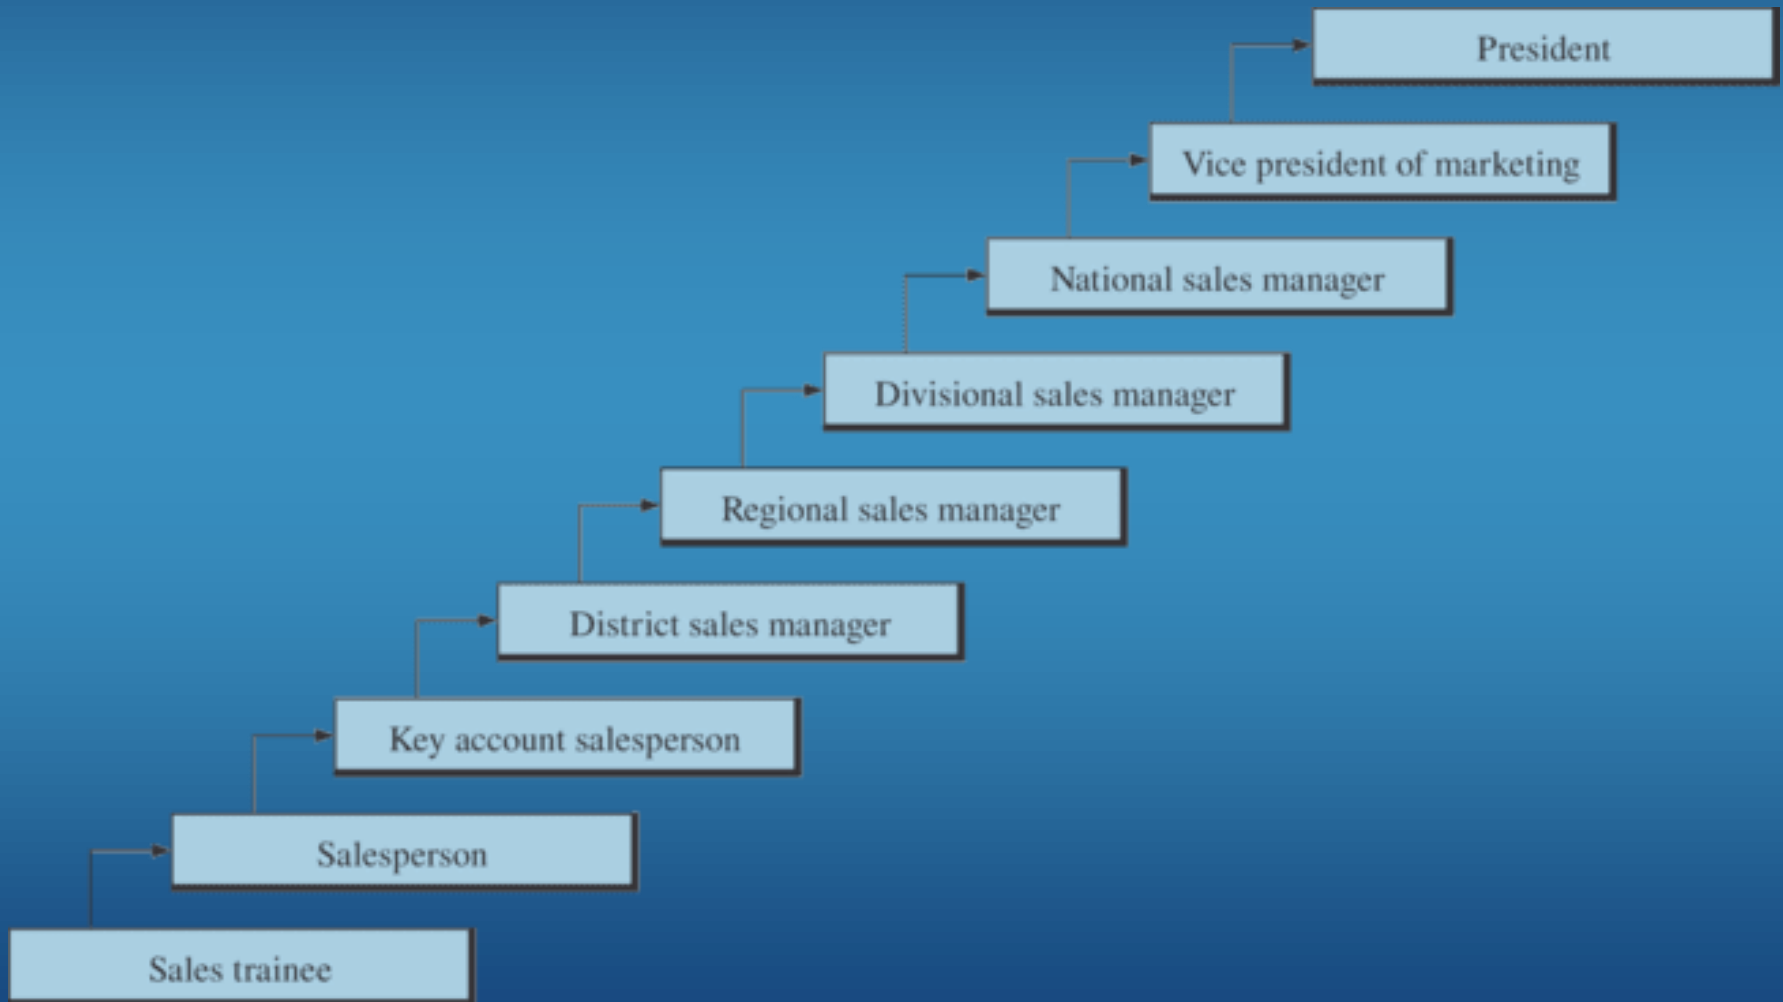 President
Vice president of marketing
National sales manager
Divisional sales manager
Regional sales manager
District sales manager
Key account salesperson
Salesperson
Sales trainee